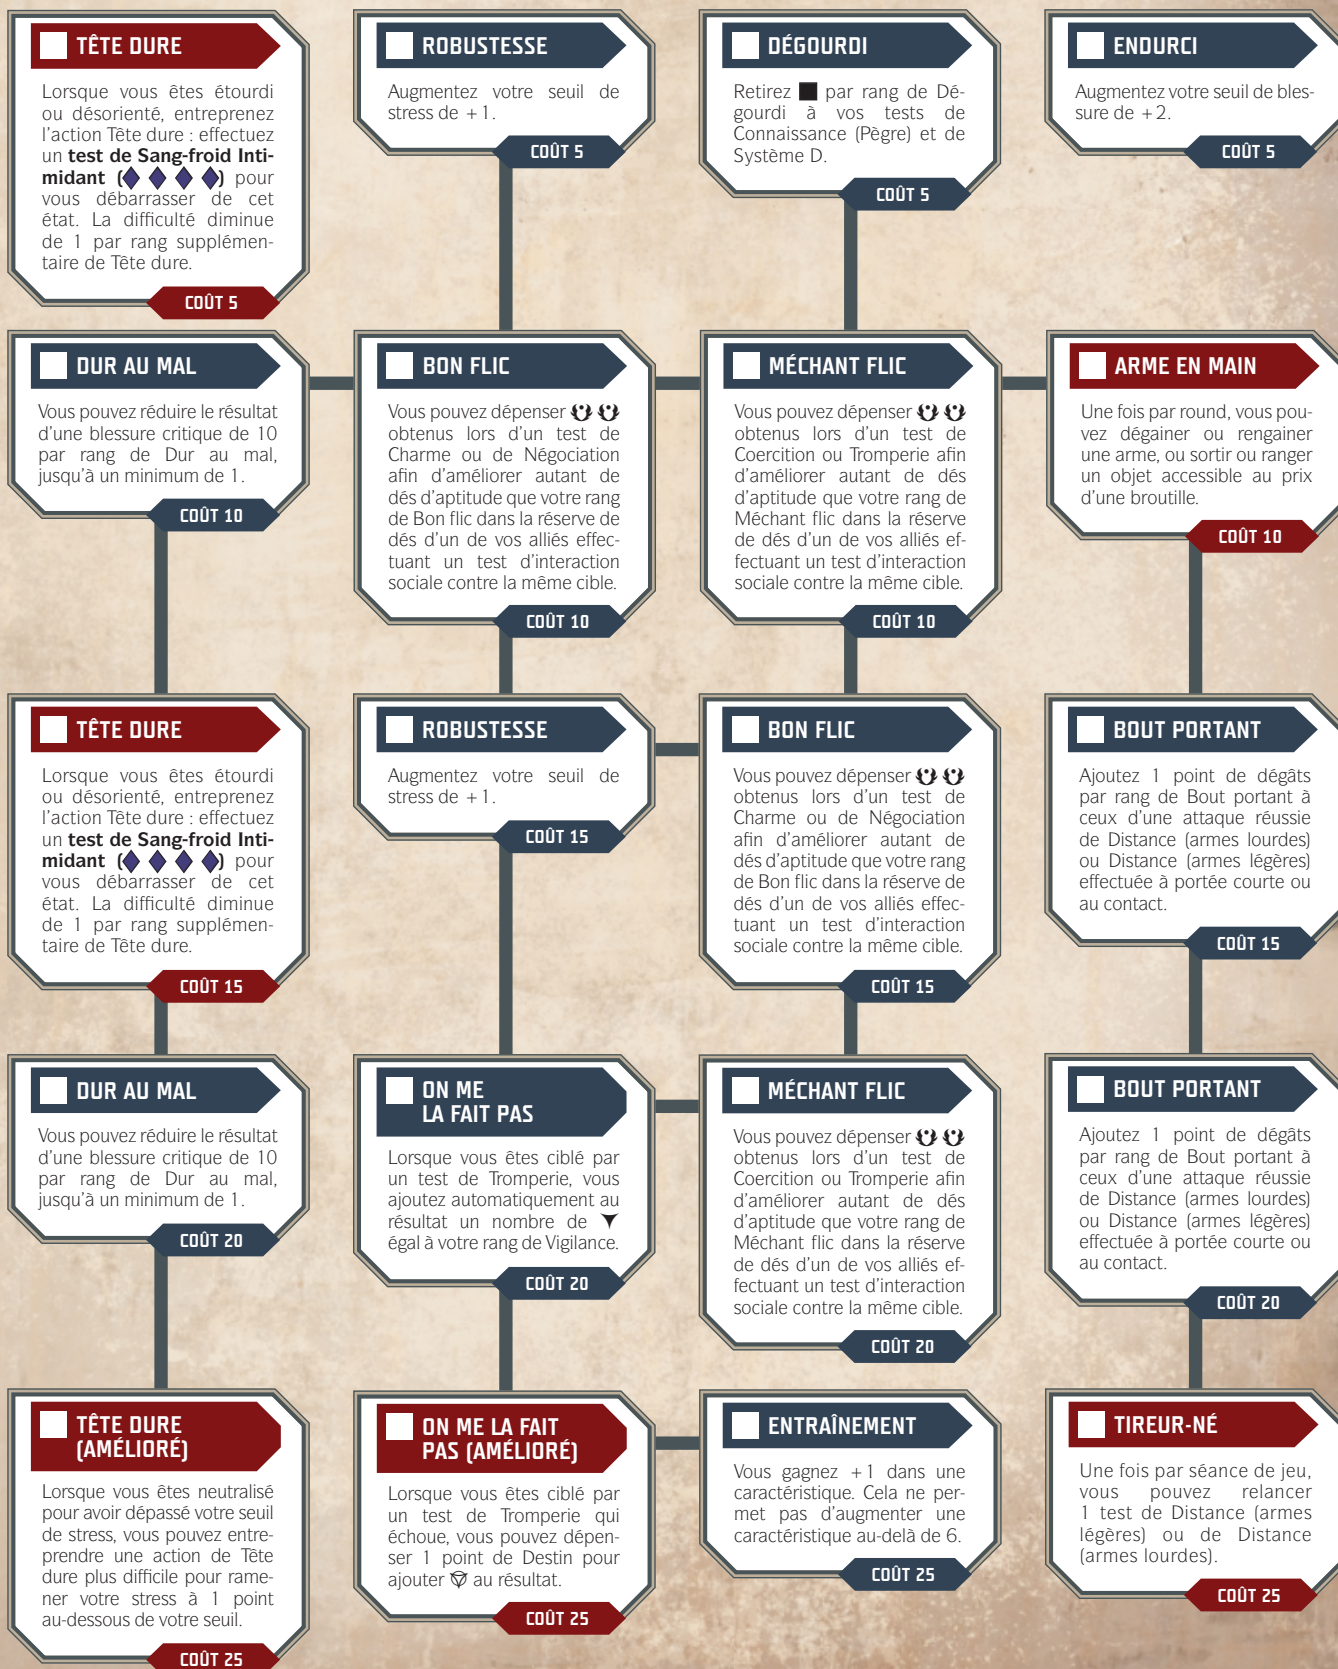 TÊTE DURE
Lorsque vous êtes étourdi
ou désorienté, entreprenez
l'action Tête dure : effectuez
un test de Sang-froid Inti-
midant (◆ ◆ ◆ ◆) pour
vous débarrasser de cet
état. La difficulté diminue
de 1 par rang supplémen-
taire de Tête dure.
COÛT 5
ROBUSTESSE
Augmentez votre seuil de
stress de +1.
COÛT 5
DÉGOURDI
Retirez ■ par rang de Dé-
gourdi à vos tests de
Connaissance (Pègre) et de
Système D.
COÛT 5
ENDURCI
Augmentez votre seuil de bles-
sure de +2.
COÛT 5
DUR AU MAL
Vous pouvez réduire le résultat
d'une blessure critique de 10
par rang de Dur au mal,
jusqu'à un minimum de 1.
COÛT 10
BON FLIC
Vous pouvez dépenser
obtenus lors d'un test de
Charme ou de Négociation
afin d'améliorer autant de
dés d'aptitude que votre rang
de Bon flic dans la réserve de
dés d'un de vos alliés effec-
tuant un test d'interaction
sociale contre la même cible.
COÛT 10
MÉCHANT FLIC
Vous pouvez dépenser
obtenus lors d'un test de
Coercition ou Tromperie afin
d'améliorer autant de dés
d'aptitude que votre rang de
Méchant flic dans la réserve
de dés d'un de vos alliés ef-
fectuant un test d'interaction
sociale contre la même cible.
COÛT 10
ARME EN MAIN
Une fois par round, vous pou-
vez dégainer ou rengainer
une arme, ou sortir ou ranger
un objet accessible au prix
d'une broutille.
COÛT 10
TÊTE DURE
Lorsque vous êtes étourdi
ou désorienté, entreprenez
l'action Tête dure : effectuez
un test de Sang-froid Inti-
midant (◆ ◆ ◆ ◆) pour
vous débarrasser de cet
état. La difficulté diminue
de 1 par rang supplémen-
taire de Tête dure.
COÛT 15
ROBUSTESSE
Augmentez votre seuil de
stress de +1.
COÛT 15
BON FLIC
Vous pouvez dépenser
obtenus lors d'un test de
Charme ou de Négociation
afin d'améliorer autant de
dés d'aptitude que votre rang
de Bon flic dans la réserve de
dés d'un de vos alliés effec-
tuant un test d'interaction
sociale contre la même cible.
COÛT 15
BOUT PORTANT
Ajoutez 1 point de dégâts
par rang de Bout portant à
ceux d'une attaque réussie
de Distance (armes lourdes)
ou Distance (armes légères)
effectuée à portée courte ou
au contact.
COÛT 15
DUR AU MAL
Vous pouvez réduire le résultat
d'une blessure critique de 10
par rang de Dur au mal,
jusqu'à un minimum de 1.
COÛT 20
ON ME
LA FAIT PAS
Lorsque vous êtes ciblé par
un test de Tromperie, vous
ajoutez automatiquement au
résultat un nombre de
égal à votre rang de Vigilance.
COÛT 20
MÉCHANT FLIC
Vous pouvez dépenser
obtenus lors d'un test de
Coercition ou Tromperie afin
d'améliorer autant de dés
d'aptitude que votre rang de
Méchant flic dans la réserve
de dés d'un de vos alliés ef-
fectuant un test d'interaction
sociale contre la même cible.
COÛT 20
BOUT PORTANT
Ajoutez 1 point de dégâts
par rang de Bout portant à
ceux d'une attaque réussie
de Distance (armes lourdes)
ou Distance (armes légères)
effectuée à portée courte ou
au contact.
COÛT 20
TÊTE DURE
(AMÉLIORÉ)
Lorsque vous êtes neutralisé
pour avoir dépassé votre seuil
de stress, vous pouvez entre-
prendre une action de Tête
dure plus difficile pour rame-
ner votre stress à 1 point
au-dessous de votre seuil.
COÛT 25
ON ME LA FAIT
PAS (AMÉLIORÉ)
Lorsque vous êtes ciblé par
un test de Tromperie qui
échoue, vous pouvez dépen-
ser 1 point de Destin pour
ajouter au résultat.
COÛT 25
ENTRAÎNEMENT
Vous gagnez +1 dans une
caractéristique. Cela ne per-
met pas d'augmenter une
caractéristique au-delà de 6.
COÛT 25
TIREUR-NÉ
Une fois par séance de jeu,
vous pouvez relancer
1 test de Distance (armes
légères) ou de Distance
(armes lourdes).
COÛT 25